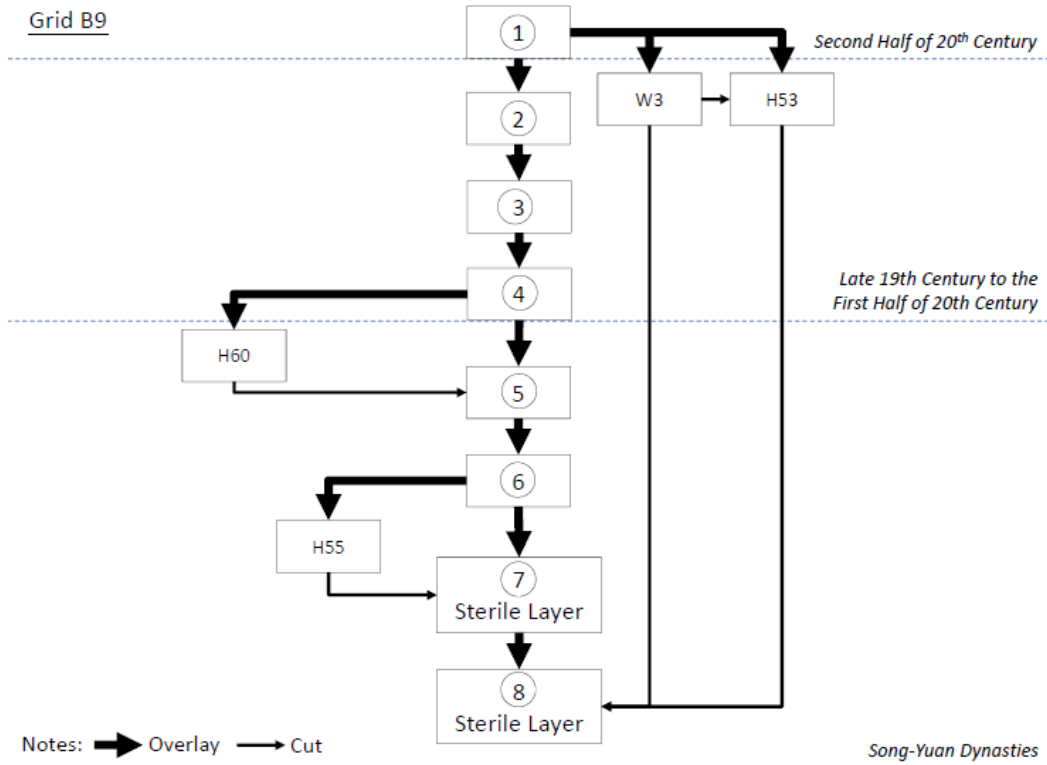 Grid B9
1
Second Half of 20th Century
W3
H53
2
3
4
Late 19th Century to the
First Half of 20th Century
H60
5
6
H55
7
Sterile Layer
8
Sterile Layer
Notes: Overlay Cut
Song-Yuan Dynasties